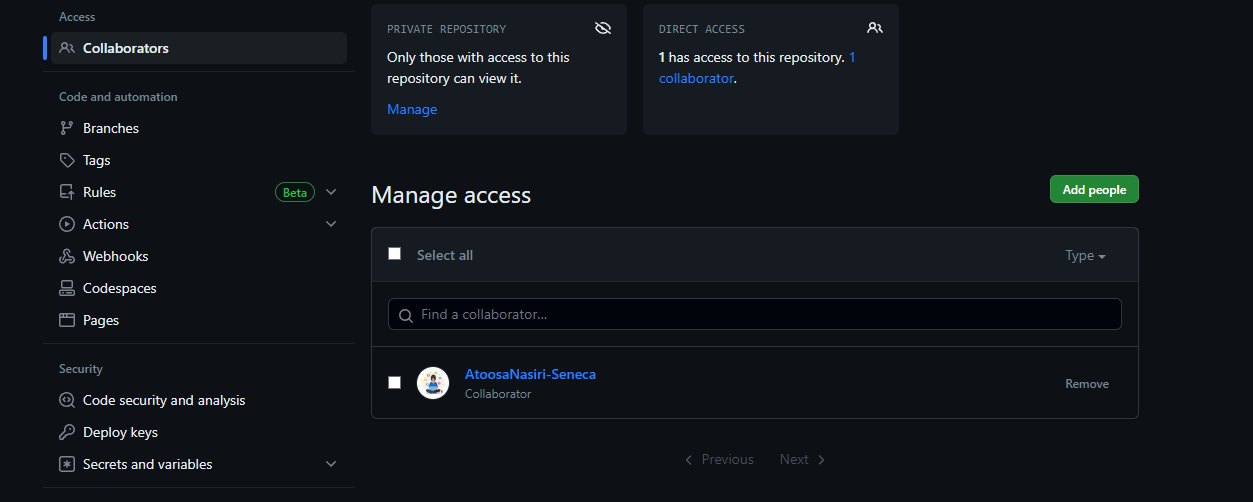 Access
Collaborators
Code and automation
Branches
Tags
Rules Beta
Actions
Webhooks
Codespaces
Pages
Security
Code security and analysis
Deploy keys
Secrets and variables
PRIVATE REPOSITORY
Only those with access to this
repository can view it.
Manage
DIRECT ACCESS
1 has access to this repository. 1
collaborator.
Manage access
Add people
Select all
Type
Find a collaborator...
AtoosaNasiri-Seneca
Collaborator
Remove
Previous
Next